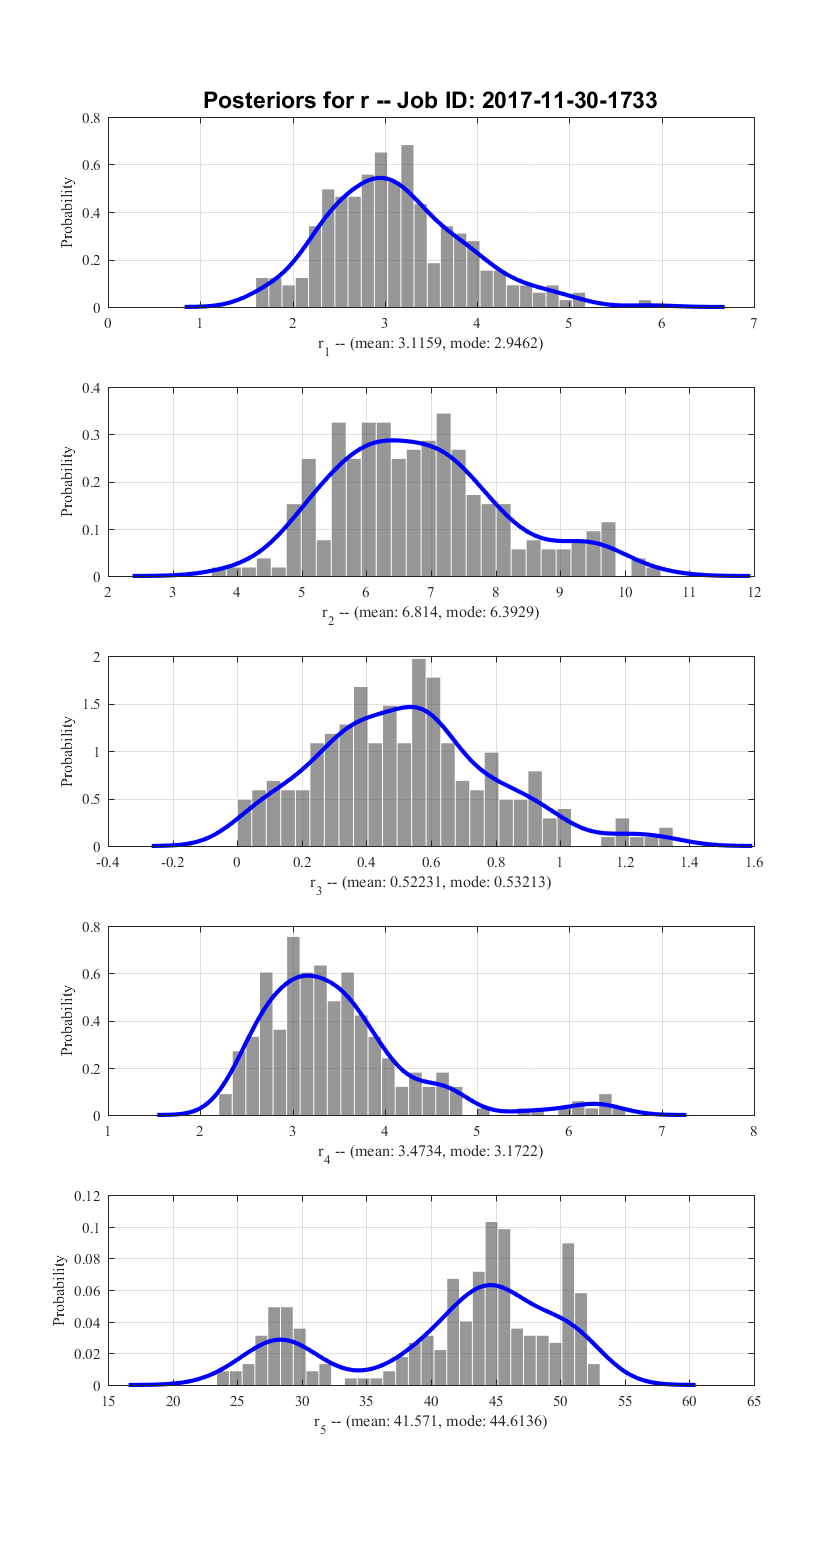 Posteriors for r -- Job ID: 2017-11-30-1733
0.8
0.6
0.4
0.2
0
Probability
0 1 2 3 4 5 6 7
r1 -- (mean: 3.1159, mode: 2.9462)
0.4
0.3
0.2
0.1
0
Probability
2 3 4 5 6 7 8 9 10 11 12
r2 -- (mean: 6.814, mode: 6.3929)
2
1.5
1
0.5
0
Probability
-0.4 -0.2 0 0.2 0.4 0.6 0.8 1 1.2 1.4 1.6
r3 -- (mean: 0.52231, mode: 0.53213)
0.8
0.6
0.4
0.2
0
Probability
1 2 3 4 5 6 7 8
r4 -- (mean: 3.4734, mode: 3.1722)
0.12
0.1
0.08
0.06
0.04
0.02
0
Probability
15 20 25 30 35 40 45 50 55 60 65
r5 -- (mean: 41.571, mode: 44.6136)